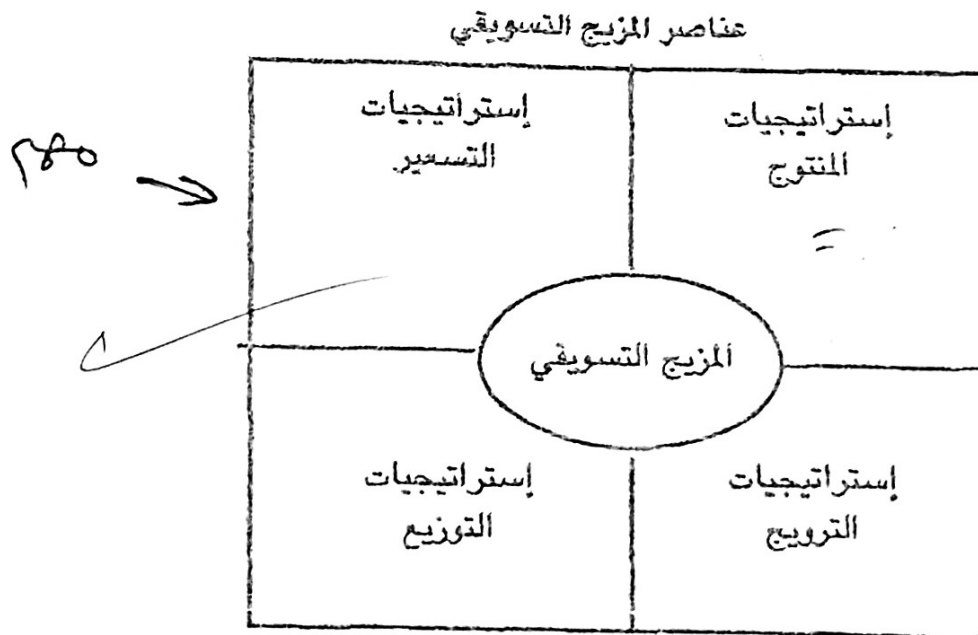 عناصر المزيج التسويقي
إستراتيجيات
المنتوج
إستراتيجيات
التسعير
مهم
المزيج التسويقي
إستراتيجيات
الترويج
إستراتيجيات
التوزيع